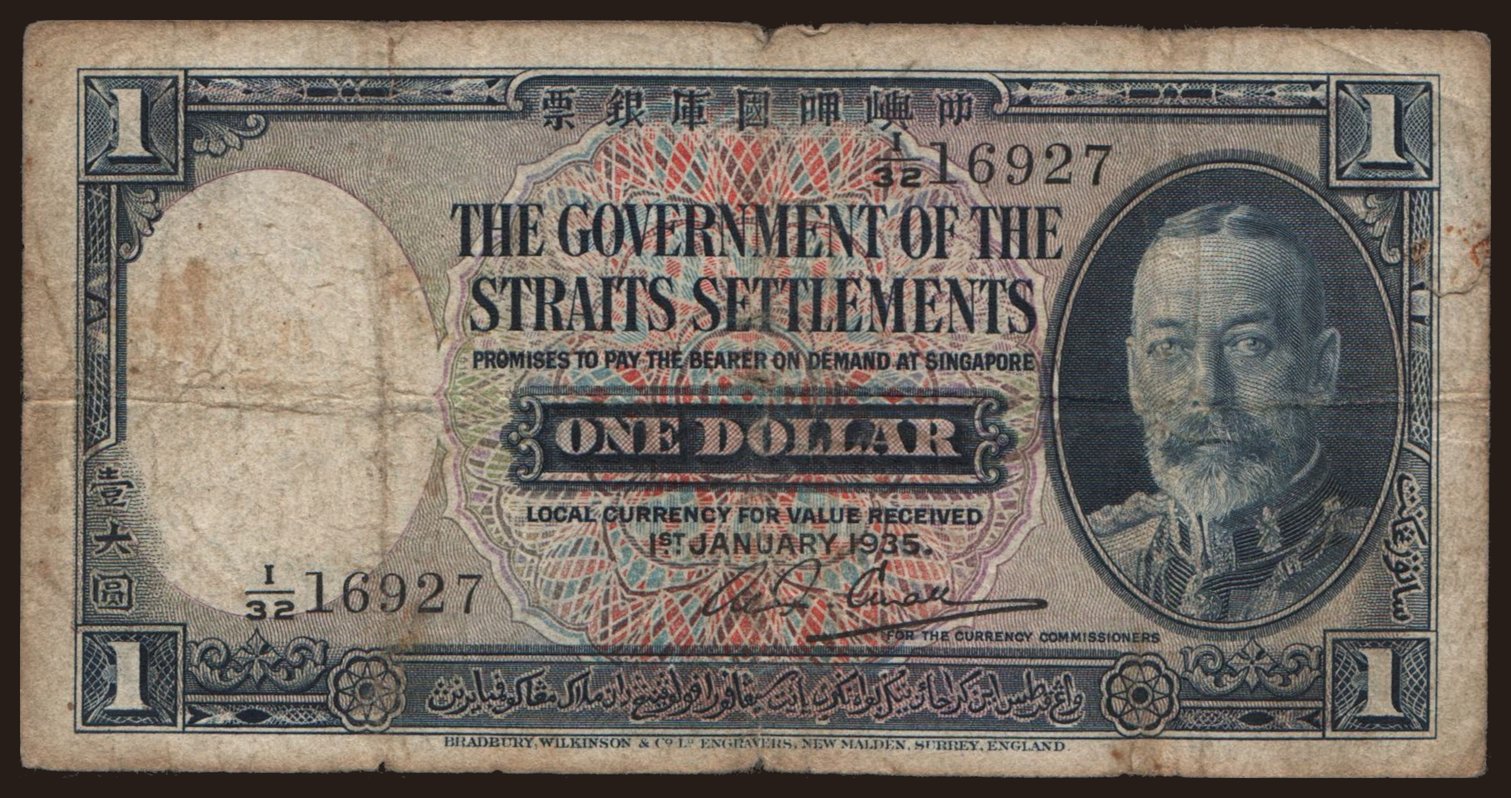 1
票銀庫國呷㘔叻
1
I/32 16927
THE GOVERNMENT OF THE
STRAITS SETTLEMENTS
PROMISES TO PAY THE BEARER ON DEMAND AT SINGAPORE
ONE DOLLAR
LOCAL CURRENCY FOR VALUE RECEIVED
1ST JANUARY 1935.
壹大圓
I/32 16927
FOR THE CURRENCY COMMISSIONERS
1
1
BRADBURY, WILKINSON & Co. Ld. ENGRAVERS, NEW MALDEN, SURREY, ENGLAND.